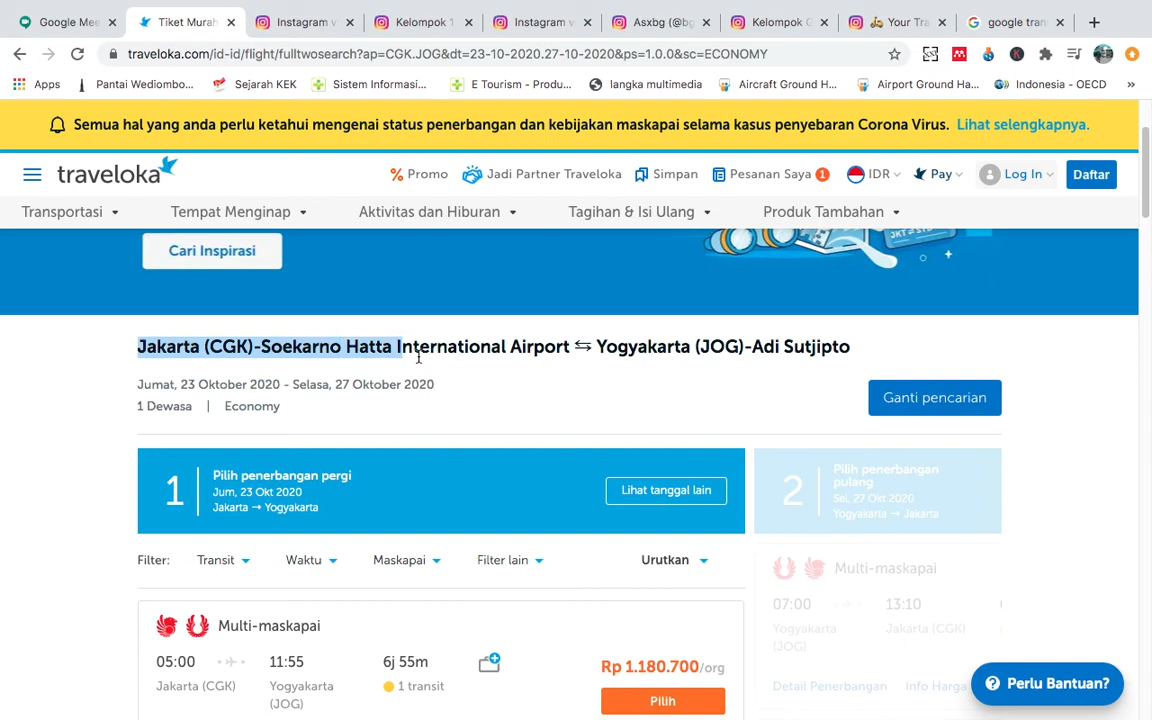 Google Mee
Tiket Murah
Instagram v
Kelompok 1
Instagram v
Asxbg (@bg
Kelompok G
Your Tra
google tran
traveloka.com/id-id/flight/fulltwosearch?ap=CGK.JOG&dt=23-10-2020.27-10-2020&ps=1.0.0&sc=ECONOMY
Apps
Pantai Wediombo...
Sejarah KEK
Sistem Informasi...
E Tourism - Produ...
langka multimedia
Aircraft Ground H...
Airport Ground Ha...
Indonesia - OECD
»
Semua hal yang anda perlu ketahui mengenai status penerbangan dan kebijakan maskapai selama kasus penyebaran Corona Virus. Lihat selengkapnya.
traveloka
% Promo
Jadi Partner Traveloka
Simpan
Pesanan Saya 1
IDR
Pay
Log In
Daftar
Transportasi
Tempat Menginap
Aktivitas dan Hiburan
Tagihan & Isi Ulang
Produk Tambahan
Cari Inspirasi
Jakarta (CGK)-Soekarno Hatta International Airport ⇆ Yogyakarta (JOG)-Adi Sutjipto
Jumat, 23 Oktober 2020 - Selasa, 27 Oktober 2020
1 Dewasa | Economy
Ganti pencarian
1
Pilih penerbangan pergi
Jum, 23 Okt 2020
Jakarta → Yogyakarta
Lihat tanggal lain
2
Pilih penerbangan
pulang
Sel, 27 Okt 2020
Yogyakarta → Jakarta
Filter:
Transit
Waktu
Maskapai
Filter lain
Urutkan
Multi-maskapai
05:00
11:55
6j 55m
Jakarta (CGK)
Yogyakarta
(JOG)
1 transit
Rp 1.180.700/org
Pilih
Multi-maskapai
07:00
13:10
Yogyakarta
(JOG)
Jakarta (CGK)
Detail Penerbangan
Info Harga
Perlu Bantuan?